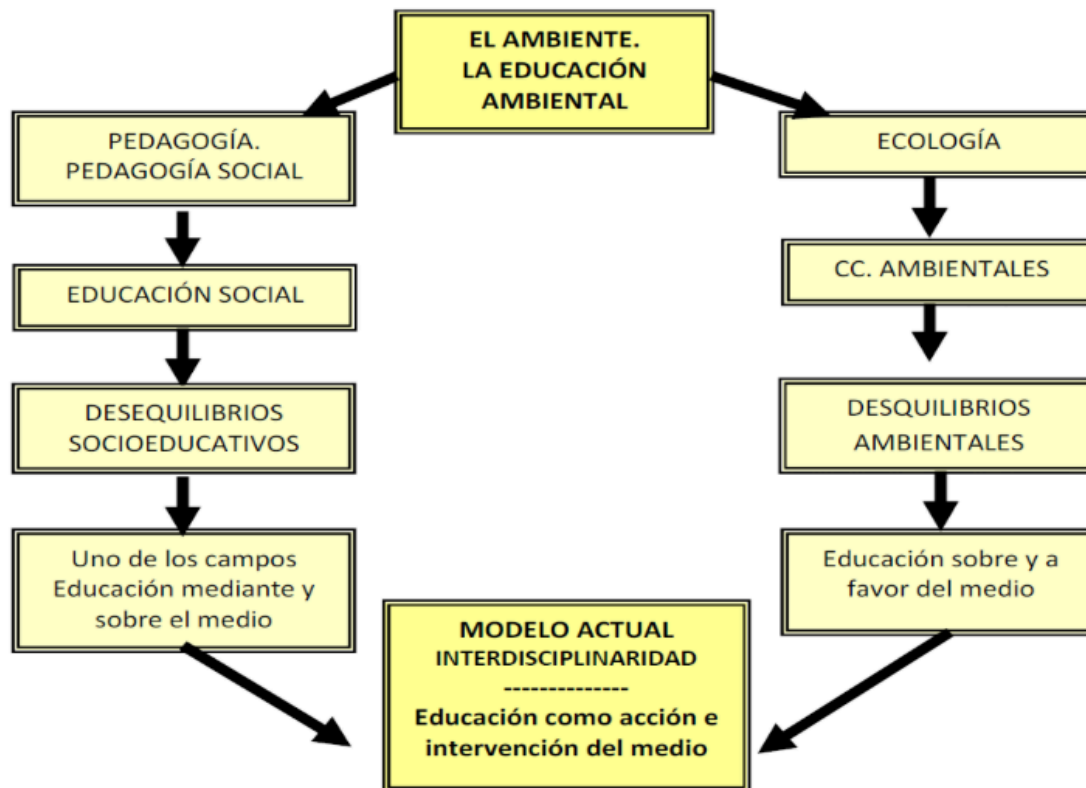 EL AMBIENTE.
LA EDUCACIÓN
AMBIENTAL
PEDAGOGÍA.
PEDAGOGÍA SOCIAL
EDUCACIÓN SOCIAL
DESEQUILIBRIOS
SOCIOEDUCATIVOS
Uno de los campos
Educación mediante y
sobre el medio
ECOLOGÍA
CC. AMBIENTALES
DESQUILIBRIOS
AMBIENTALES
Educación sobre y a
favor del medio
MODELO ACTUAL
INTERDISCIPLINARIDAD
--------------
Educación como acción e
intervención del medio